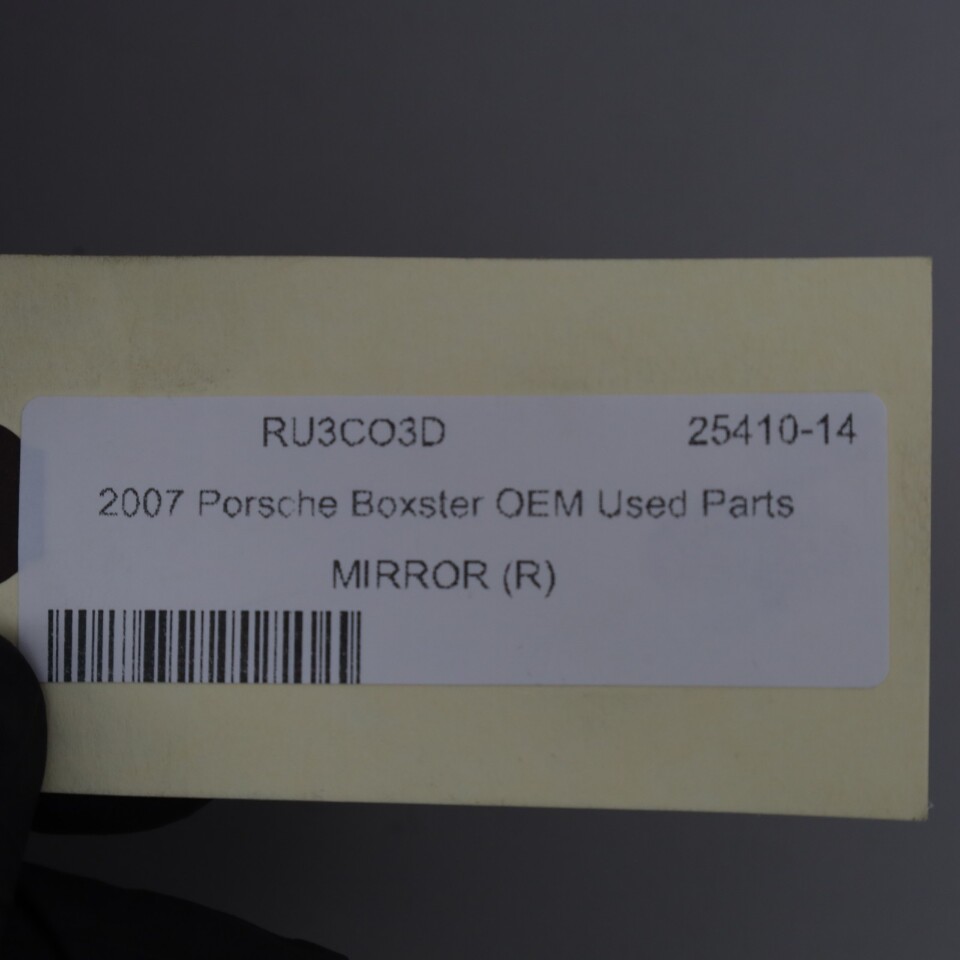 RU3CO3D 25410-14
2007 Porsche Boxster OEM Used Parts
MIRROR (R)